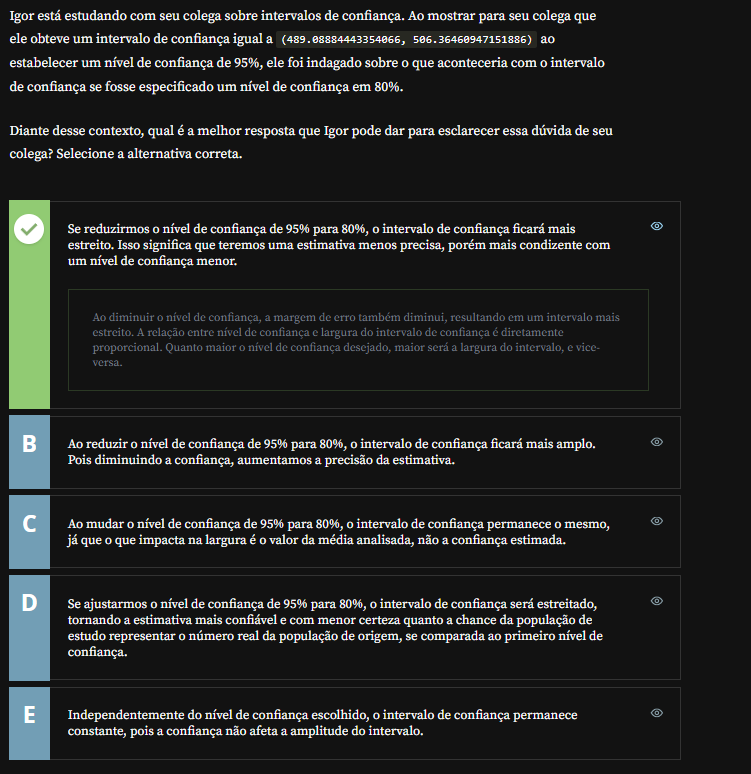 Igor está estudando com seu colega sobre intervalos de confiança. Ao mostrar para seu colega que
ele obteve um intervalo de confiança igual a (489.08884443354066, 506.36460947151886) ao
estabelecer um nível de confiança de 95%, ele foi indagado sobre o que aconteceria com o intervalo
de confiança se fosse especificado um nível de confiança em 80%.
Diante desse contexto, qual é a melhor resposta que Igor pode dar para esclarecer essa dúvida de seu
colega? Selecione a alternativa correta.
Se reduzirmos o nível de confiança de 95% para 80%, o intervalo de confiança ficará mais
estreito. Isso significa que teremos uma estimativa menos precisa, porém mais condizente com
um nível de confiança menor.
Ao diminuir o nível de confiança, a margem de erro também diminui, resultando em um intervalo mais
estreito. A relação entre nível de confiança e largura do intervalo de confiança é diretamente
proporcional. Quanto maior o nível de confiança desejado, maior será a largura do intervalo, e vice-
versa.
B
Ao reduzir o nível de confiança de 95% para 80%, o intervalo de confiança ficará mais amplo.
Pois diminuindo a confiança, aumentamos a precisão da estimativa.
C
Ao mudar o nível de confiança de 95% para 80%, o intervalo de confiança permanece o mesmo,
já que o que impacta na largura é o valor da média analisada, não a confiança estimada.
D
Se ajustarmos o nível de confiança de 95% para 80%, o intervalo de confiança será estreitado,
tornando a estimativa mais confiável e com menor certeza quanto a chance da população de
estudo representar o número real da população de origem, se comparada ao primeiro nível de
confiança.
E
Independentemente do nível de confiança escolhido, o intervalo de confiança permanece
constante, pois a confiança não afeta a amplitude do intervalo.